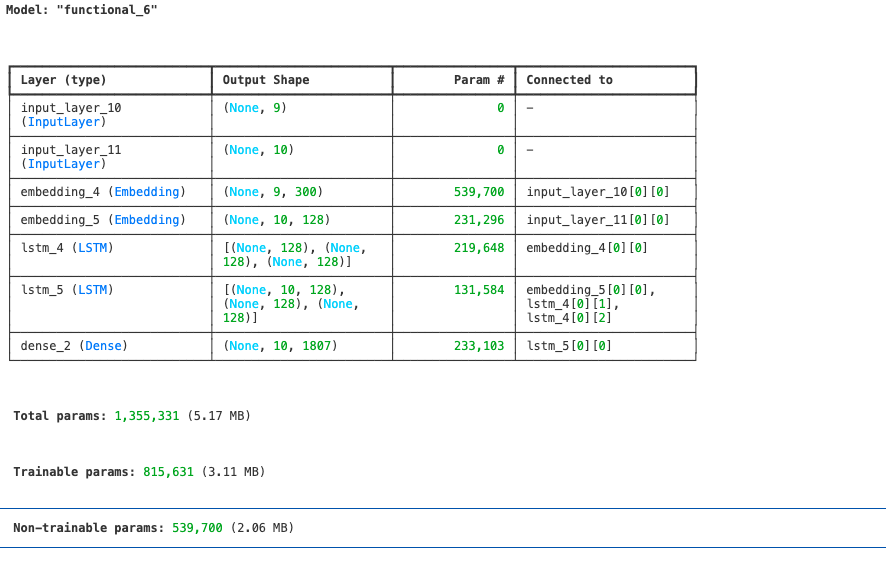 Model: "functional_6"
Layer (type) Output Shape Param # Connected to
input_layer_10 (None, 9) 0 –
(InputLayer)
input_layer_11 (None, 10) 0 –
(InputLayer)
embedding_4 (Embedding) (None, 9, 300) 539,700 input_layer_10[0][0]
embedding_5 (Embedding) (None, 10, 128) 231,296 input_layer_11[0][0]
lstm_4 (LSTM) [(None, 128), (None, 219,648 embedding_4[0][0]
128), (None, 128)]
lstm_5 (LSTM) [(None, 10, 128), 131,584 embedding_5[0][0],
(None, 128), (None, lstm_4[0][1],
128)] lstm_4[0][2]
dense_2 (Dense) (None, 10, 1807) 233,103 lstm_5[0][0]
Total params: 1,355,331 (5.17 MB)
Trainable params: 815,631 (3.11 MB)
Non-trainable params: 539,700 (2.06 MB)